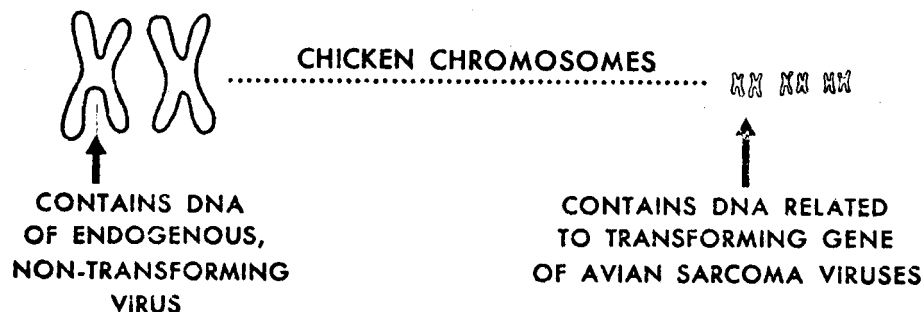 CHICKEN CHROMOSOMES
CONTAINS DNA
OF ENDOGENOUS,
NON-TRANSFORMING
VIRUS
CONTAINS DNA RELATED
TO TRANSFORMING GENE
OF AVIAN SARCOMA VIRUSES